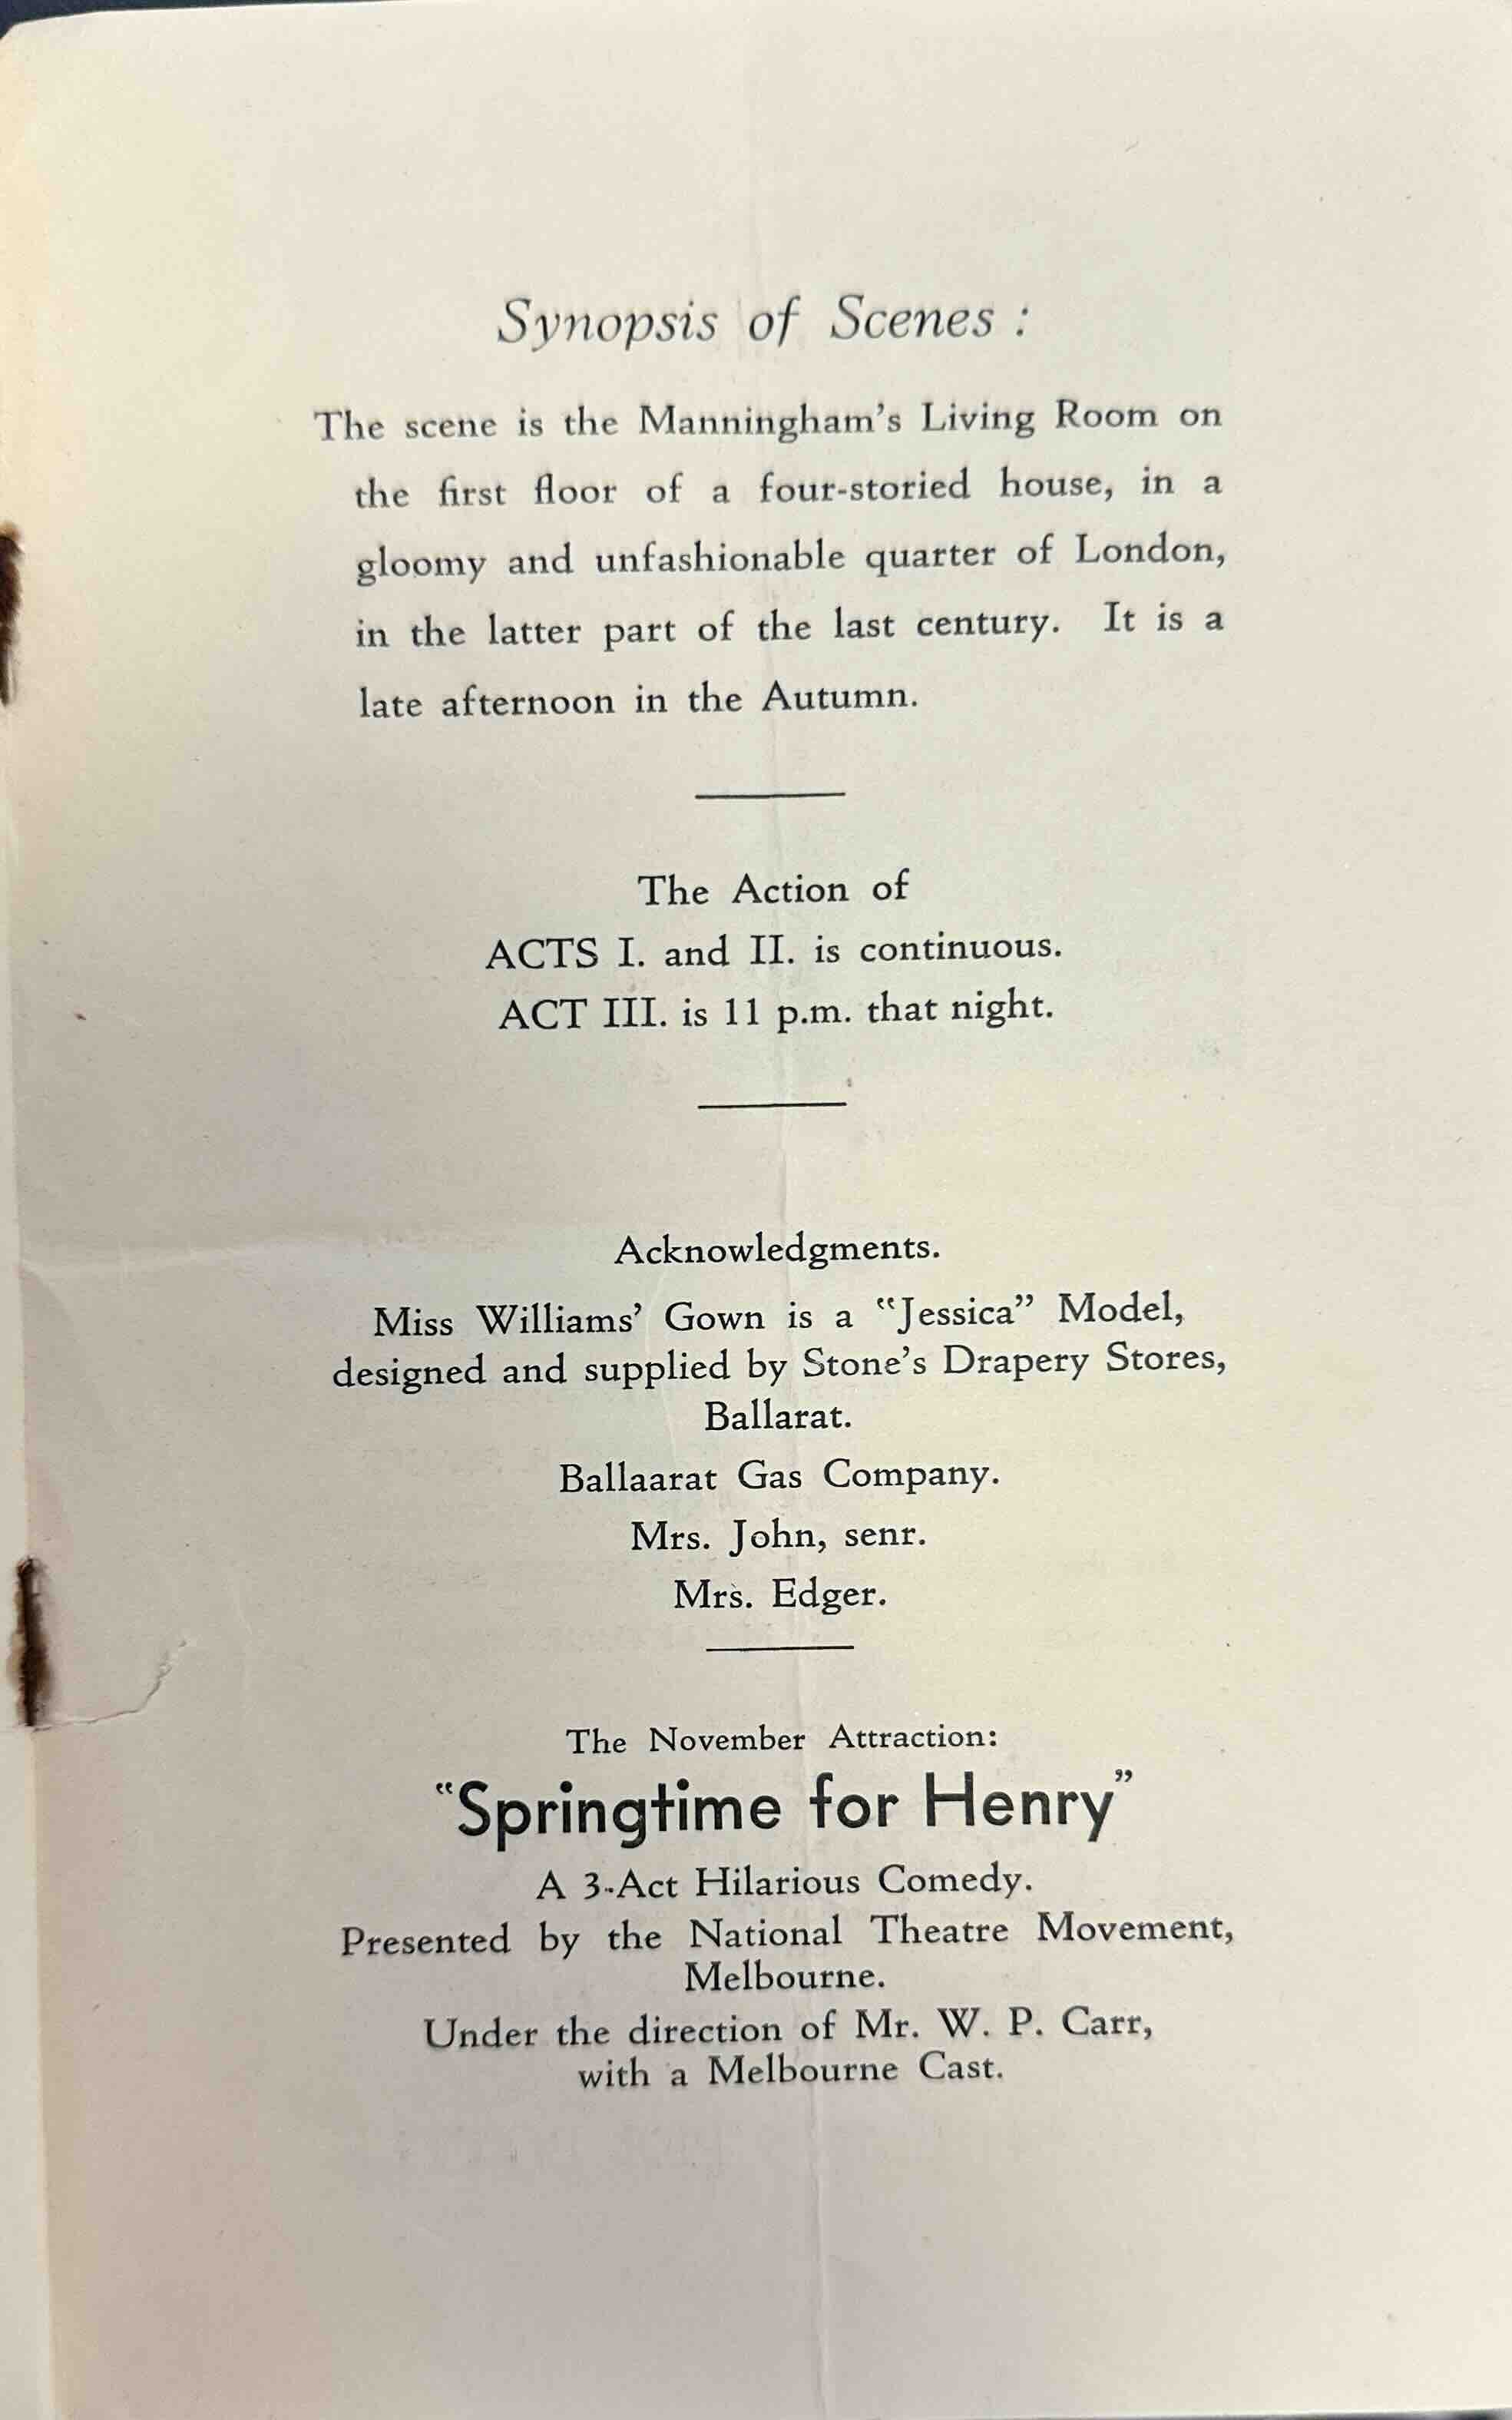 Synopsis of Scenes :
The scene is the Manningham's Living Room on
the first floor of a four-storied house, in a
gloomy and unfashionable quarter of London,
in the latter part of the last century. It is a
late afternoon in the Autumn.
The Action of
ACTS I. and II. is continuous.
ACT III. is 11 p.m. that night.
Acknowledgments.
Miss Williams' Gown is a "Jessica" Model,
designed and supplied by Stone's Drapery Stores,
Ballarat.
Ballaarat Gas Company.
Mrs. John, senr.
Mrs. Edger.
The November Attraction:
"Springtime for Henry"
A 3-Act Hilarious Comedy.
Presented by the National Theatre Movement,
Melbourne.
Under the direction of Mr. W. P. Carr,
with a Melbourne Cast.